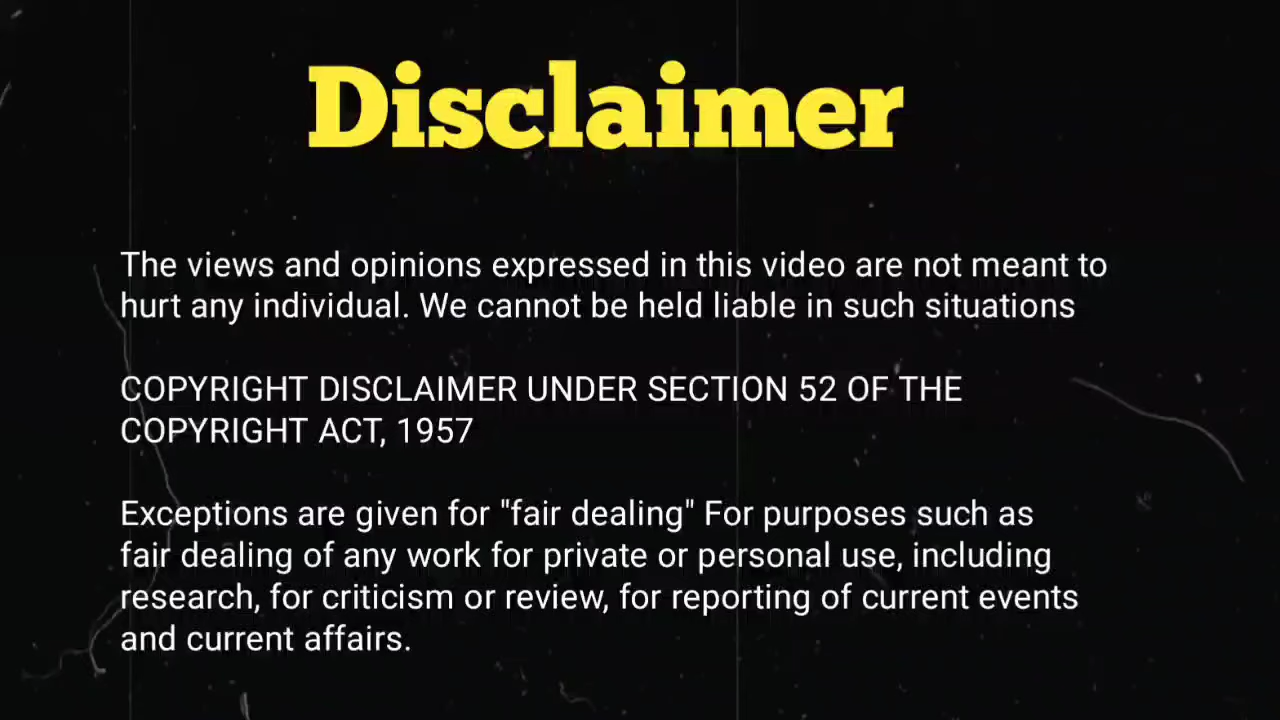 Disclaimer
The views and opinions expressed in this video are not meant to
hurt any individual. We cannot be held liable in such situations
COPYRIGHT DISCLAIMER UNDER SECTION 52 OF THE
COPYRIGHT ACT, 1957
Exceptions are given for "fair dealing" For purposes such as
fair dealing of any work for private or personal use, including
research, for criticism or review, for reporting of current events
and current affairs.